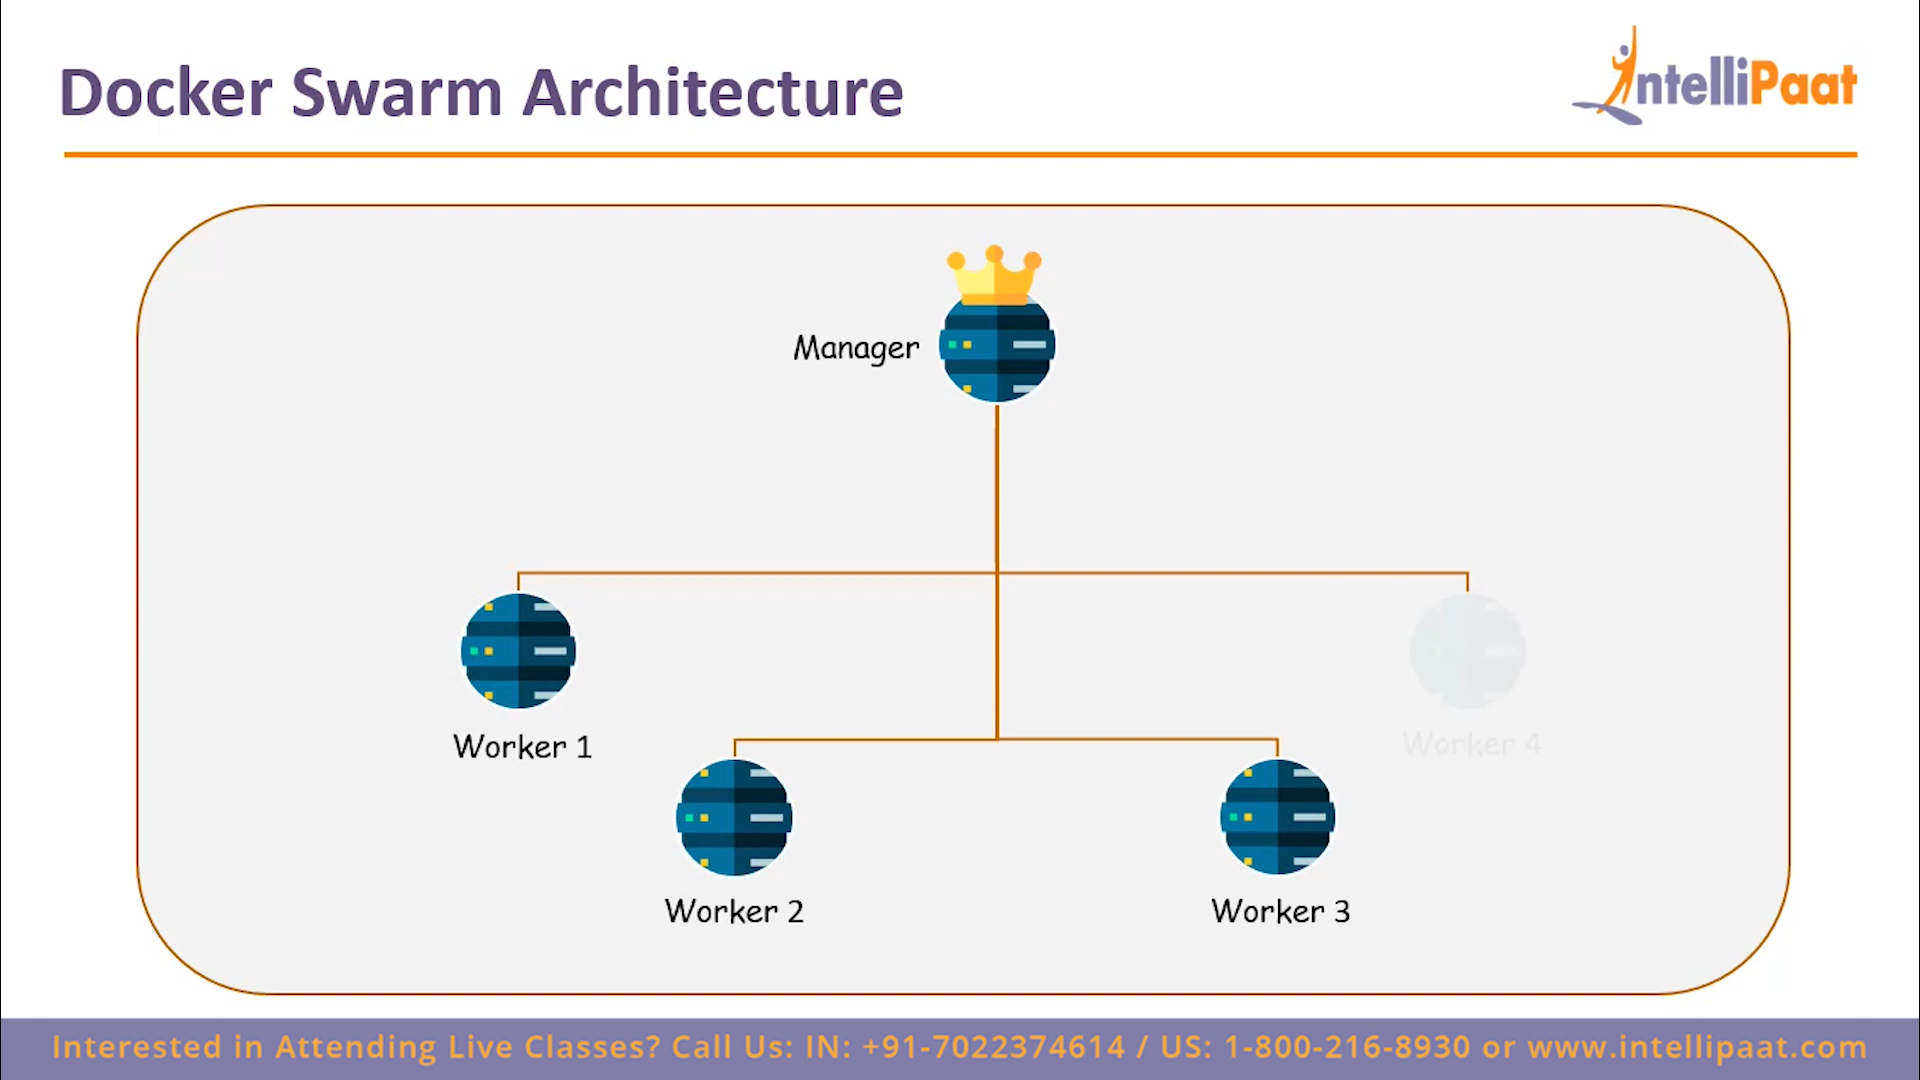 Docker Swarm Architecture
IntelliPaat
Manager
Worker 1
Worker 4
Worker 2
Worker 3
Interested in Attending Live Classes? Call Us: IN: +91-7022374614 / US: 1-800-216-8930 or www.intellipaat.com